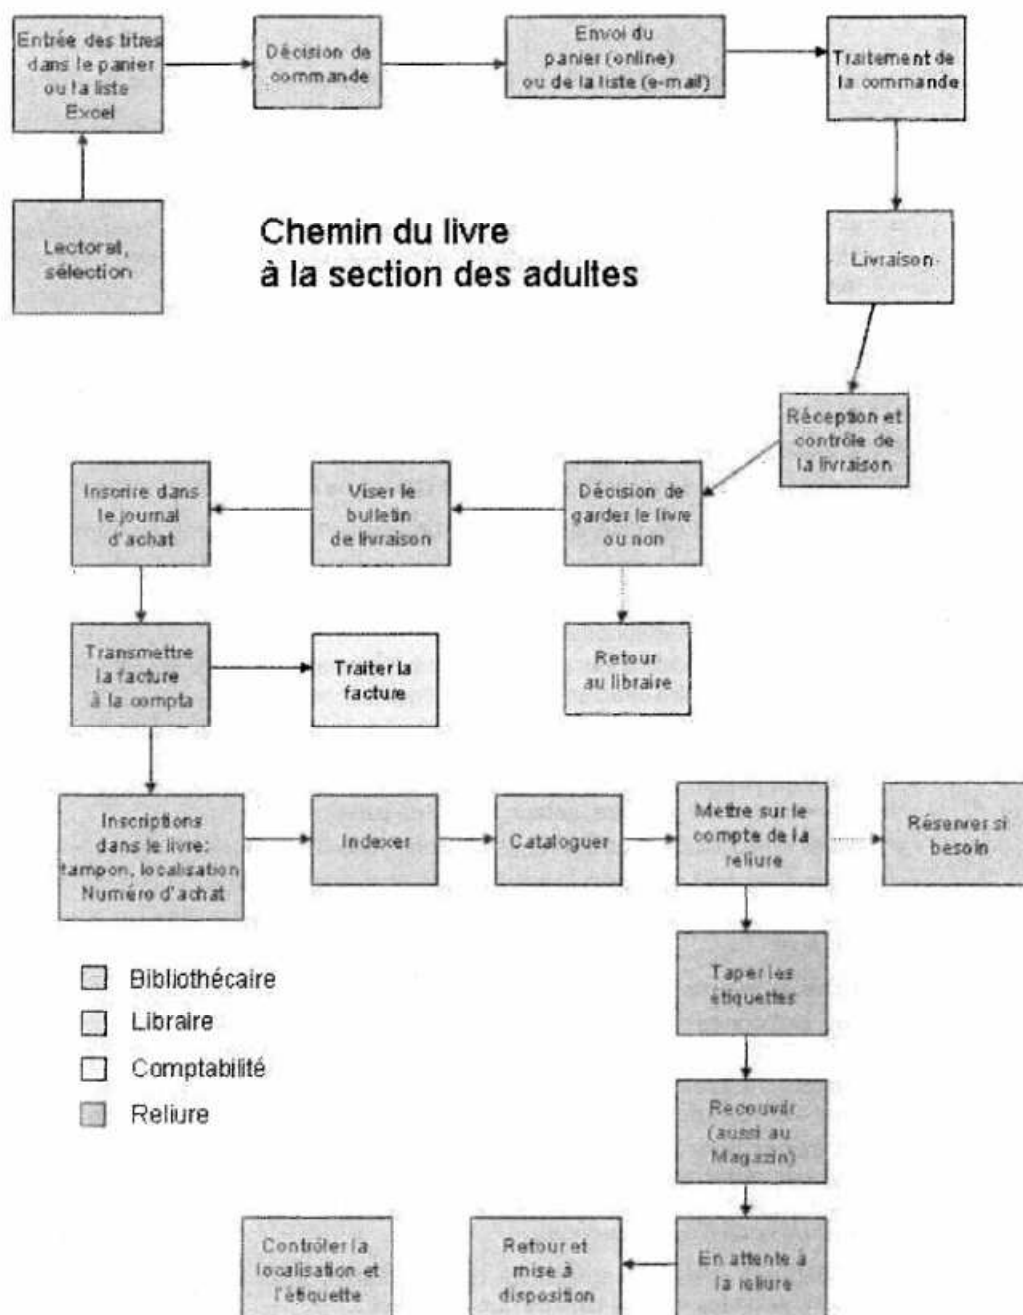 Entrée des titres
dans le panier
ou la liste
Excel
Décision de
commande
Envoi du
panier (online)
ou de la liste (e-mail)
Traitement de
la commande
Lectorat,
sélection
Chemin du livre
à la section des adultes
Livraison
Réception et
contrôle de
la livraison
Inscrire dans
le journal
d'achat
Viser le
bulletin
de livraison
Décision de
garder le livre
ou non
Transmettre
la facture
à la compta
Traiter la
facture
Retour
au libraire
Inscriptions
dans le livre:
tampon, localisation
Numéro d'achat
Indexer
Cataloguer
Mettre sur le
compte de la
reliure
Réserver si
besoin
Bibliothécaire
Libraire
Comptabilité
Reliure
Taper les
étiquettes
Recouvrir
(aussi au
Magazin)
Contrôler la
localisation et
l'étiquette
Retour et
mise à
disposition
En attente à
la reliure